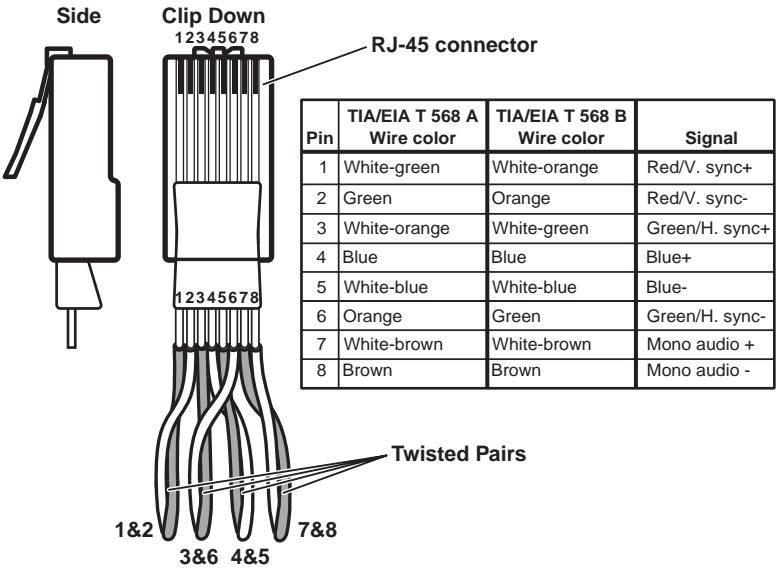 Side
Clip Down
12345678
RJ-45 connector
Pin | TIA/EIA T 568 A Wire color | TIA/EIA T 568 B Wire color | Signal
1 | White-green | White-orange | Red/V. sync+
2 | Green | Orange | Red/V. sync-
3 | White-orange | White-green | Green/H. sync+
4 | Blue | Blue | Blue+
5 | White-blue | White-blue | Blue-
6 | Orange | Green | Green/H. sync-
7 | White-brown | White-brown | Mono audio +
8 | Brown | Brown | Mono audio -
12345678
Twisted Pairs
1&2
7&8
3&6
4&5